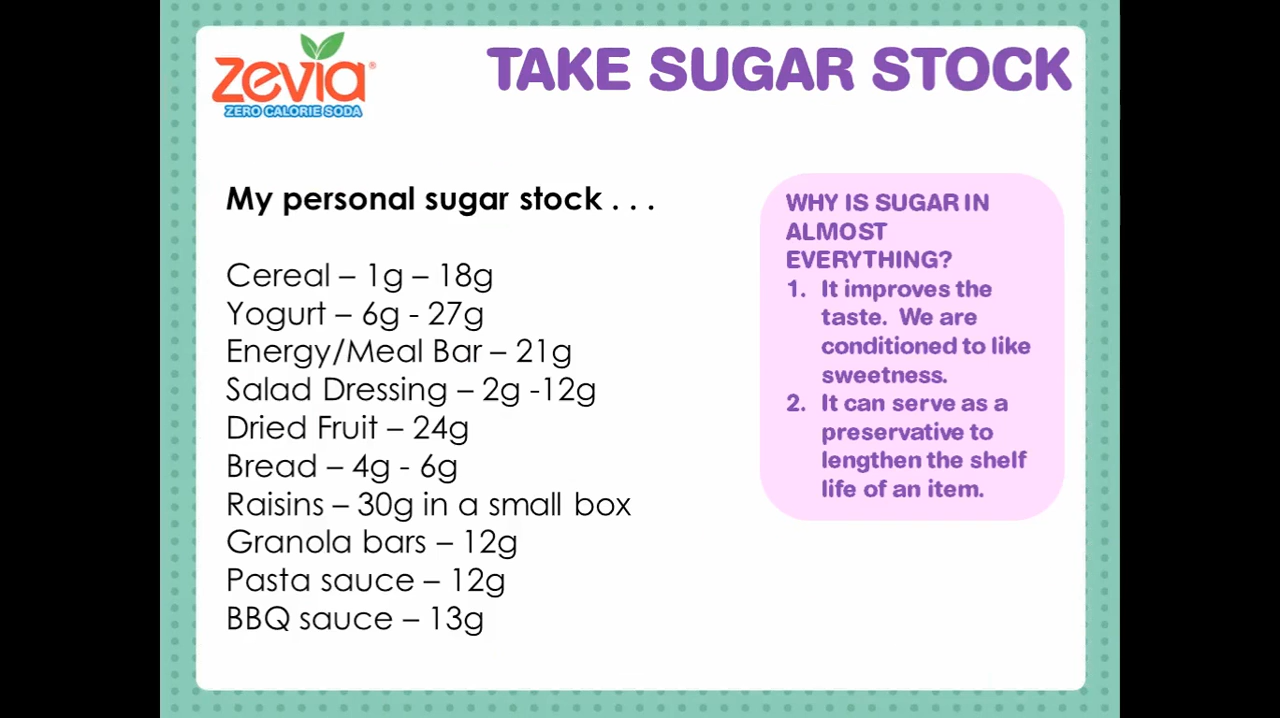 zevia®
ZERO CALORIE SODA
TAKE SUGAR STOCK
My personal sugar stock . . .
Cereal – 1g – 18g
Yogurt – 6g - 27g
Energy/Meal Bar – 21g
Salad Dressing – 2g -12g
Dried Fruit – 24g
Bread – 4g - 6g
Raisins – 30g in a small box
Granola bars – 12g
Pasta sauce – 12g
BBQ sauce – 13g
WHY IS SUGAR IN
ALMOST
EVERYTHING?
1. It improves the
taste. We are
conditioned to like
sweetness.
2. It can serve as a
preservative to
lengthen the shelf
life of an item.